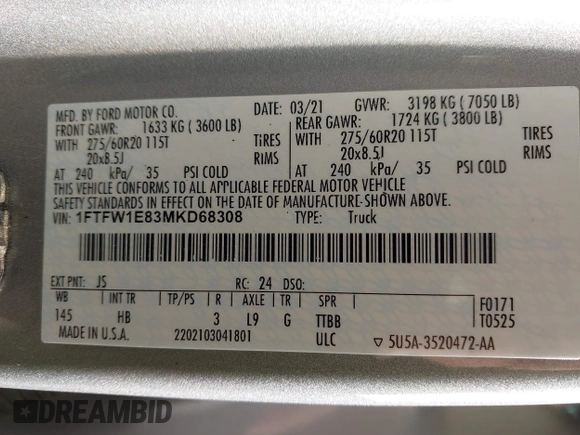 MFD. BY FORD MOTOR CO. DATE: 03/21 GVWR: 3198 KG ( 7050 LB)
FRONT GAWR: 1633 KG ( 3600 LB) REAR GAWR: 1724 KG ( 3800 LB)
WITH 275/60R20 115T TIRES WITH 275/60R20 115T TIRES
20x8.5J RIMS 20x8.5J RIMS
AT 240 kPa/ 35 PSI COLD AT 240 kPa/ 35 PSI COLD
THIS VEHICLE CONFORMS TO ALL APPLICABLE FEDERAL MOTOR VEHICLE
SAFETY STANDARDS IN EFFECT ON THE DATE OF MANUFACTURE SHOWN ABOVE.
VIN: 1FTFW1E83MKD68308 TYPE: Truck
EXT PNT: JS RC: 24 DSO:
WB INT TR TP/PS R AXLE TR SPR F0171
145 HB 3 L9 G TTBB T0525
MADE IN U.S.A. 2202103041801 ULC ▽ 5U5A-3520472-AA
DREAMBID